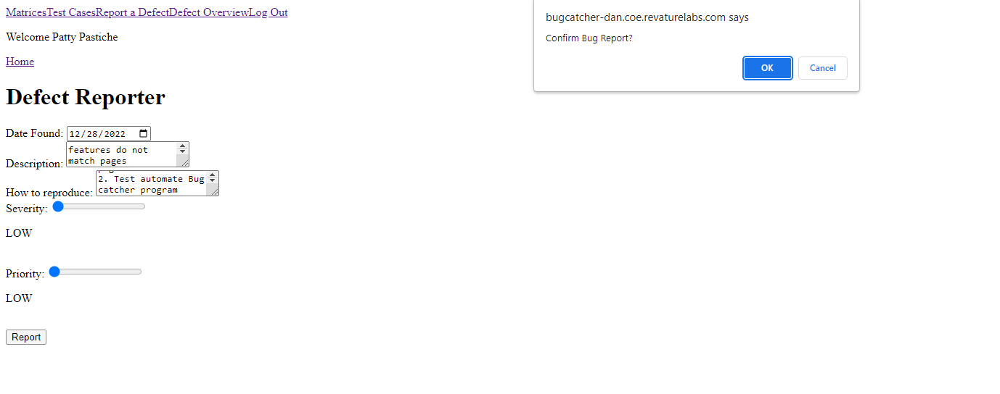 MatricesTest CasesReport a DefectDefect OverviewLog Out
bugcatcher-dan.coe.revaturelabs.com says
Confirm Bug Report?
OK Cancel
Welcome Patty Pastiche
Home
Defect Reporter
Date Found: 12/28/2022
features do not
Description: match pages
2. Test automate Bug
How to reproduce: catcher program
Severity:
LOW
Priority:
LOW
Report